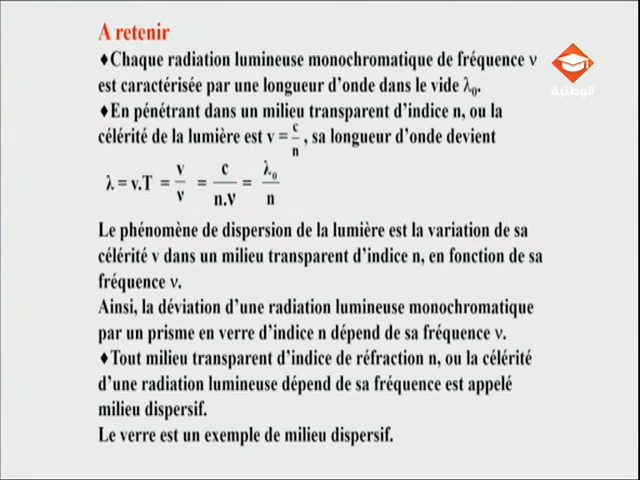 A retenir
♦Chaque radiation lumineuse monochromatique de fréquence ν
est caractérisée par une longueur d'onde dans le vide λ₀.
♦En pénétrant dans un milieu transparent d'indice n, ou la
célérité de la lumière est v = c/n , sa longueur d'onde devient
λ = v.T = v/ν = c/n.ν = λ₀/n
Le phénomène de dispersion de la lumière est la variation de sa
célérité v dans un milieu transparent d'indice n, en fonction de sa
fréquence ν.
Ainsi, la déviation d'une radiation lumineuse monochromatique
par un prisme en verre d'indice n dépend de sa fréquence ν.
♦Tout milieu transparent d'indice de réfraction n, ou la célérité
d'une radiation lumineuse dépend de sa fréquence est appelé
milieu dispersif.
Le verre est un exemple de milieu dispersif.
الوطنية